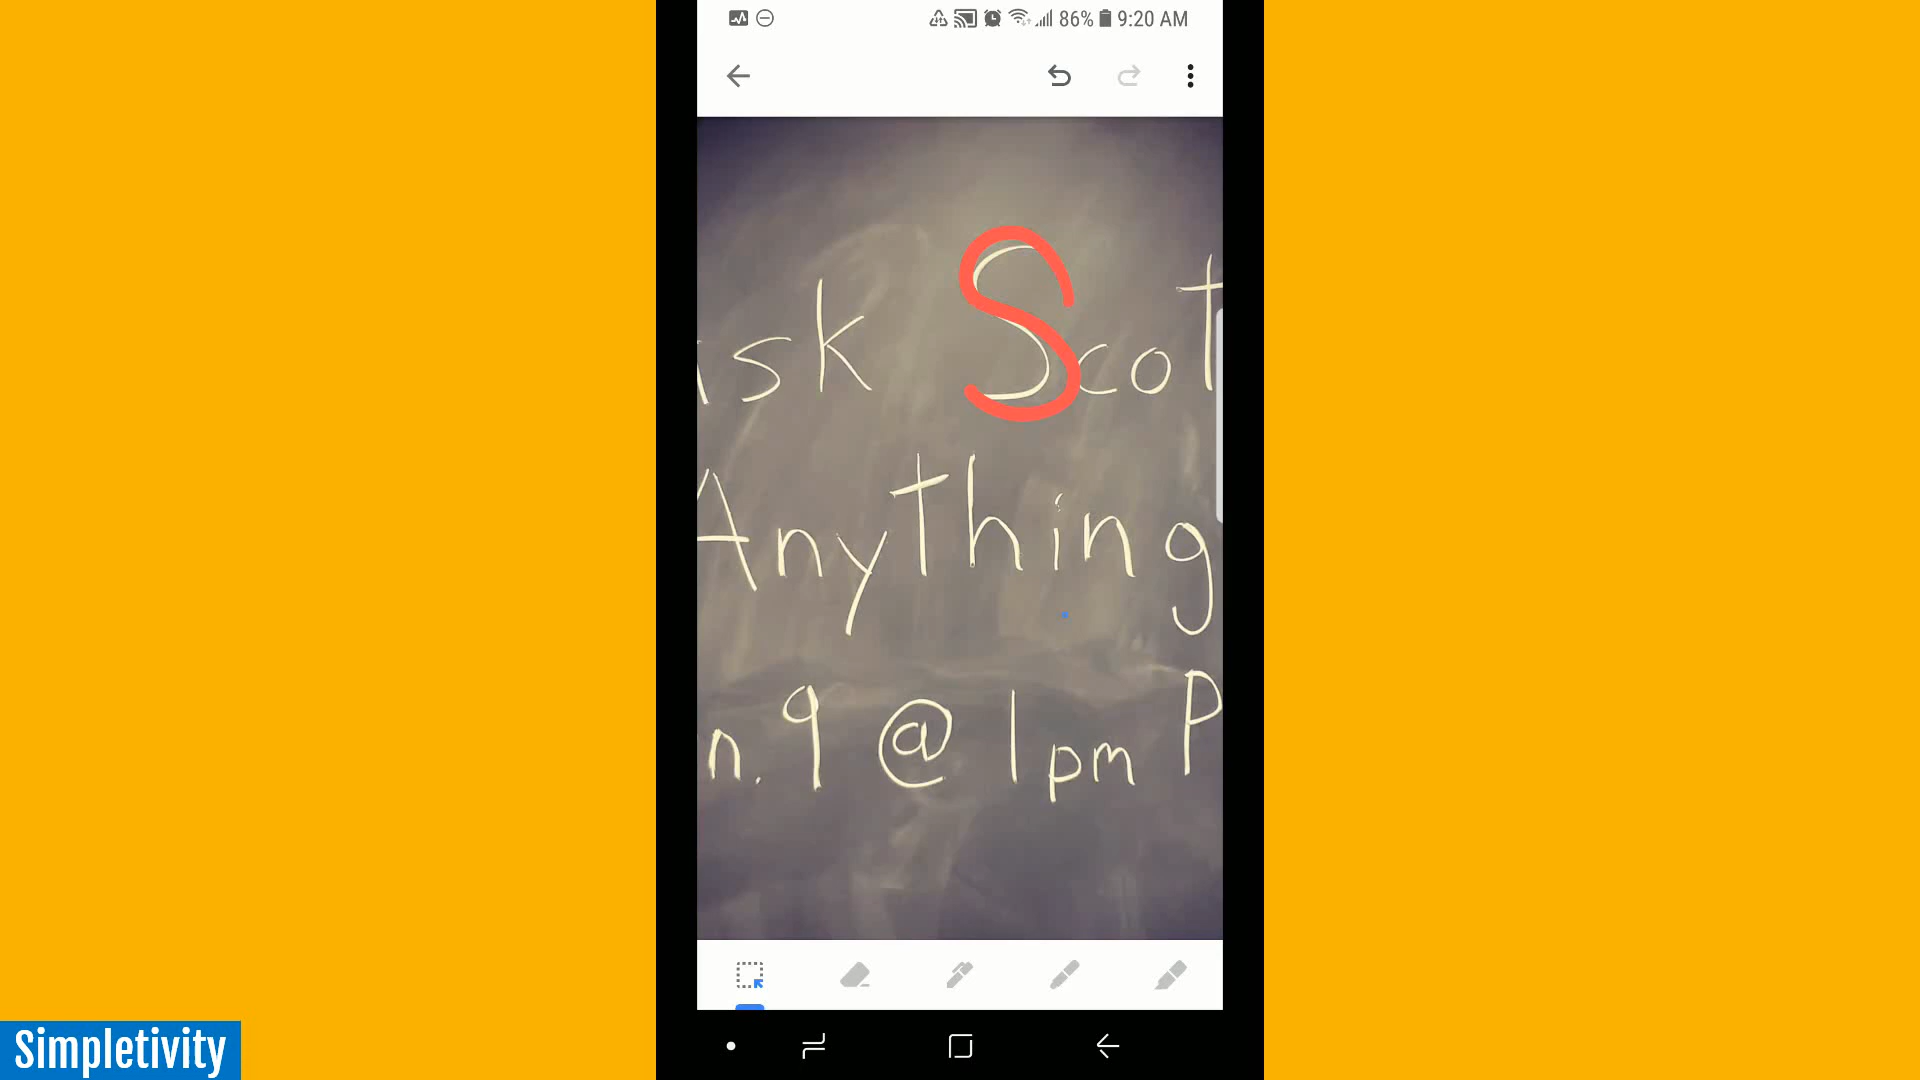 86% 9:20 AM
sk Scot
Anything
n. 9 @ 1pm P
Simpletivity